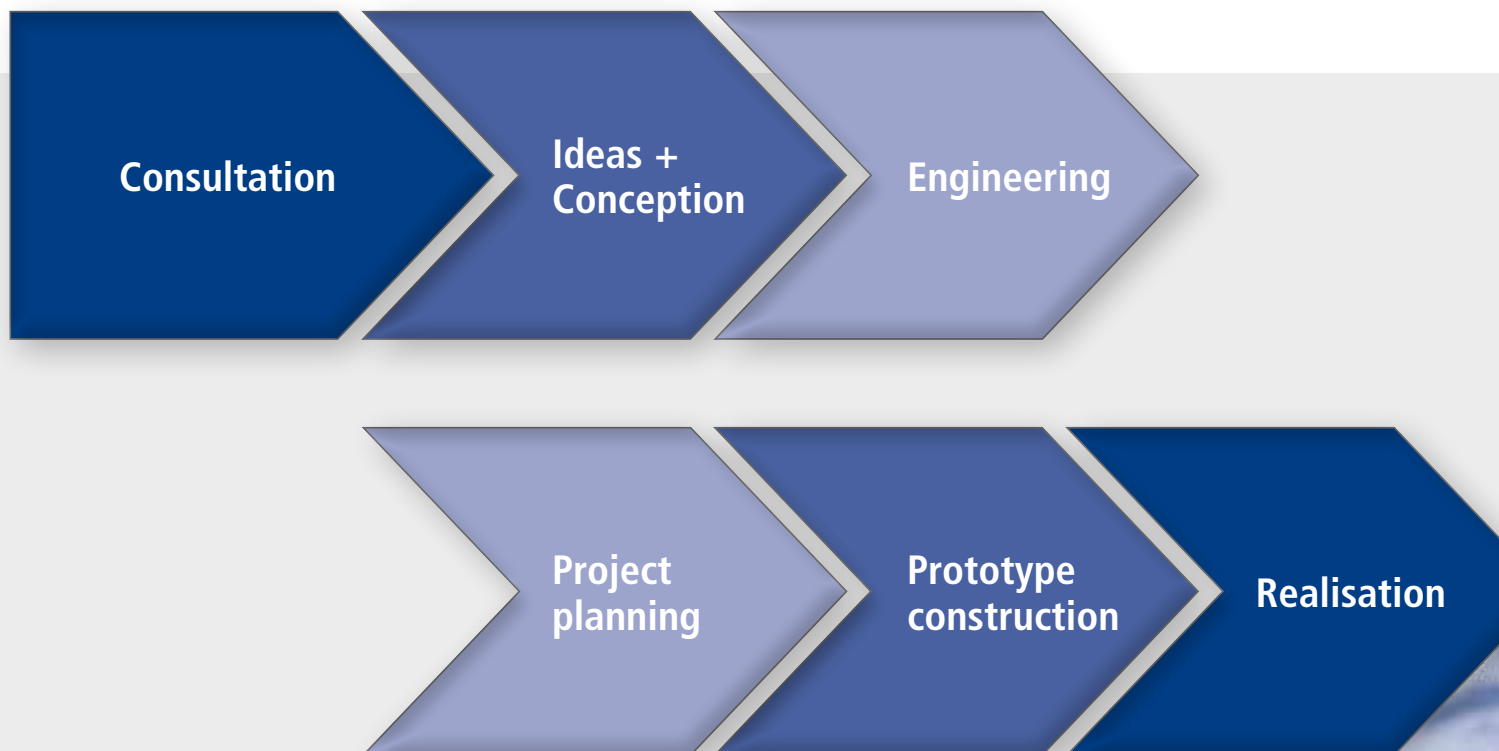 Consultation
Ideas +
Conception
Engineering
Project
planning
Prototype
construction
Realisation